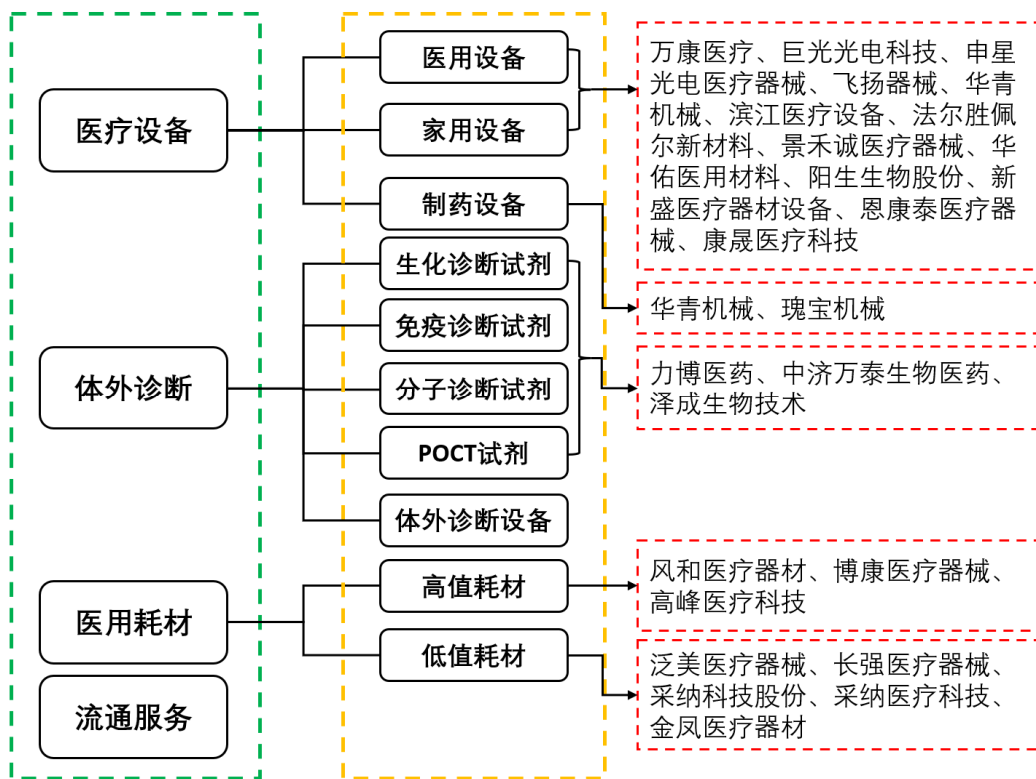 医疗设备
体外诊断
医用耗材
流通服务
医用设备
家用设备
制药设备
生化诊断试剂
免疫诊断试剂
分子诊断试剂
POCT试剂
体外诊断设备
高值耗材
低值耗材
万康医疗、巨光光电科技、申星
光电医疗器械、飞扬器械、华青
机械、滨江医疗设备、法尔胜佩
尔新材料、景禾诚医疗器械、华
佑医用材料、阳生生物股份、新
盛医疗器材设备、恩康泰医疗器
械、康晟医疗科技
华青机械、瑰宝机械
力博医药、中济万泰生物医药、
泽成生物技术
风和医疗器材、博康医疗器械、
高峰医疗科技
泛美医疗器械、长强医疗器械、
采纳科技股份、采纳医疗科技、
金凤医疗器材